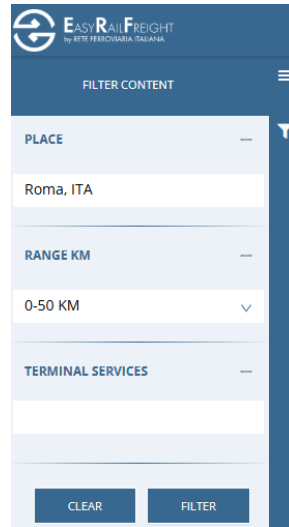 EASYRAILFREIGHT
by RETE FERROVIARIA ITALIANA
FILTER CONTENT
PLACE
Roma, ITA
RANGE KM
0-50 KM
TERMINAL SERVICES
CLEAR FILTER